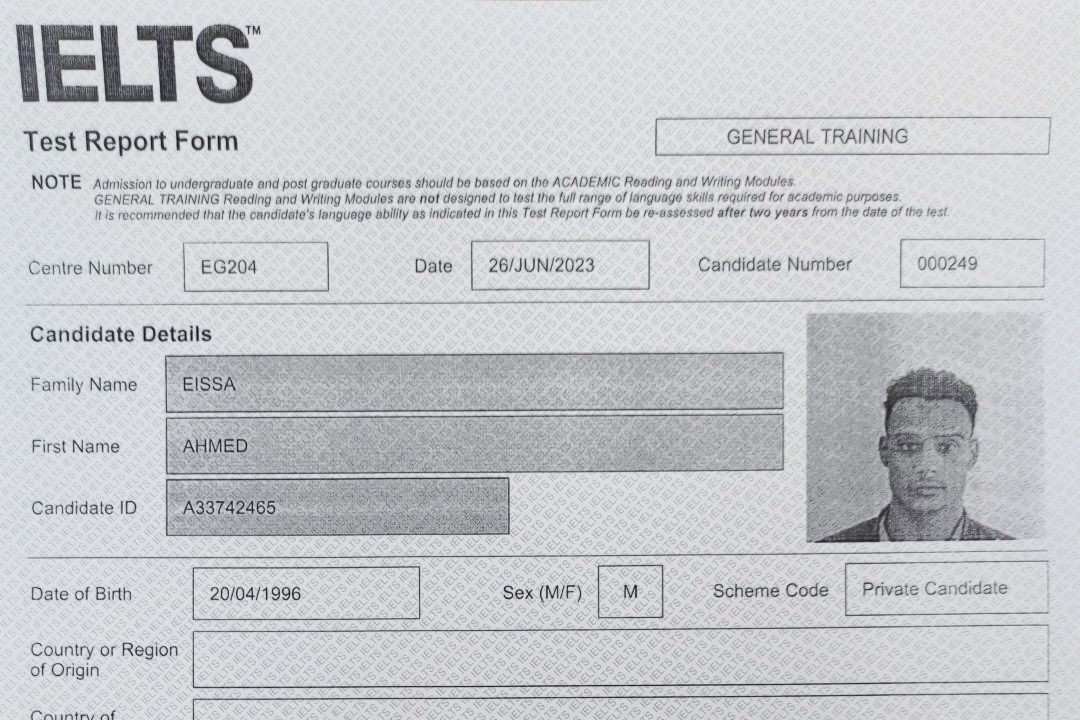 IELTS™
Test Report Form
GENERAL TRAINING
NOTE Admission to undergraduate and post graduate courses should be based on the ACADEMIC Reading and Writing Modules.
GENERAL TRAINING Reading and Writing Modules are not designed to test the full range of language skills required for academic purposes.
It is recommended that the candidate's language ability as indicated in this Test Report Form be re-assessed after two years from the date of the test.
Centre Number EG204 Date 26/JUN/2023 Candidate Number 000249
Candidate Details
Family Name EISSA
First Name AHMED
Candidate ID A33742465
Date of Birth 20/04/1996 Sex (M/F) M Scheme Code Private Candidate
Country or Region
of Origin
Country of